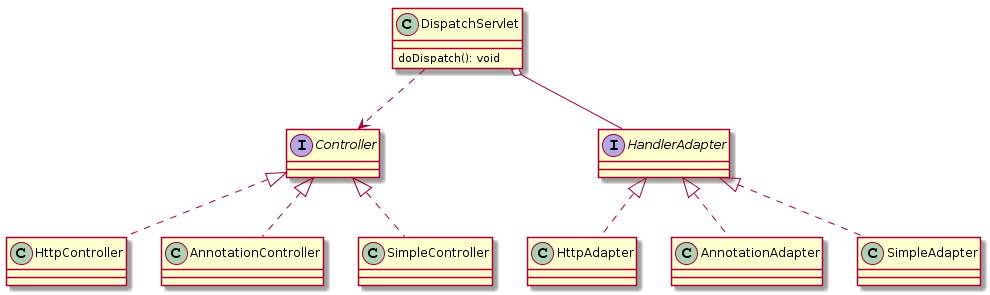 C DispatchServlet
doDispatch(): void
I Controller
I HandlerAdapter
C HttpController
C AnnotationController
C SimpleController
C HttpAdapter
C AnnotationAdapter
C SimpleAdapter